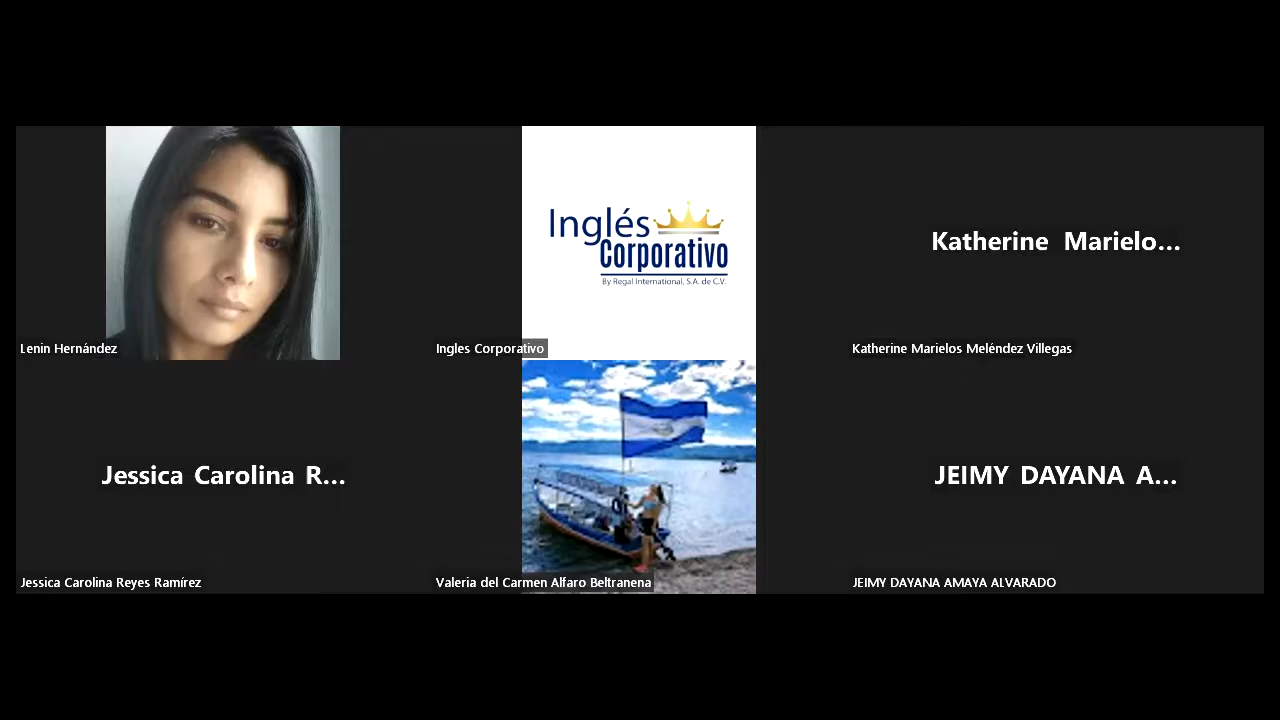 Inglés
Corporativo
By Regal International, S.A. de C.V.
Katherine Marielo...
Lenin Hernández
Ingles Corporativo
Katherine Marielos Meléndez Villegas
Jessica Carolina R...
JEIMY DAYANA A...
Jessica Carolina Reyes Ramírez
Valeria del Carmen Alfaro Beltranena
JEIMY DAYANA AMAYA ALVARADO